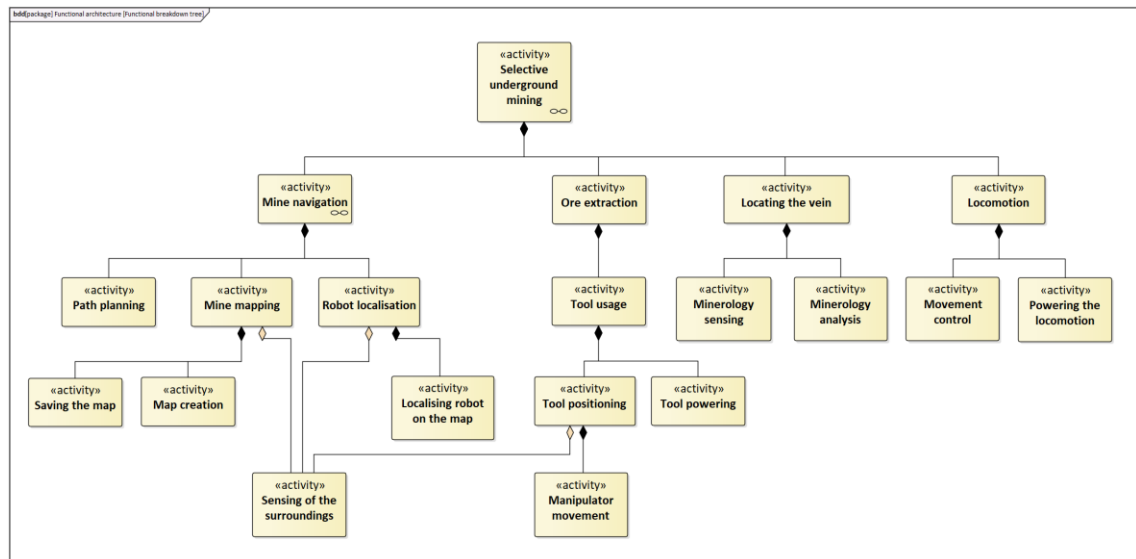 bdd[package] Functional architecture [Functional breakdown tree]
«activity»
Selective
underground
mining
«activity»
Mine navigation
«activity»
Ore extraction
«activity»
Locating the vein
«activity»
Locomotion
«activity»
Path planning
«activity»
Mine mapping
«activity»
Robot localisation
«activity»
Tool usage
«activity»
Minerology
sensing
«activity»
Minerology
analysis
«activity»
Movement
control
«activity»
Powering the
locomotion
«activity»
Saving the map
«activity»
Map creation
«activity»
Localising robot
on the map
«activity»
Tool positioning
«activity»
Tool powering
«activity»
Sensing of the
surroundings
«activity»
Manipulator
movement